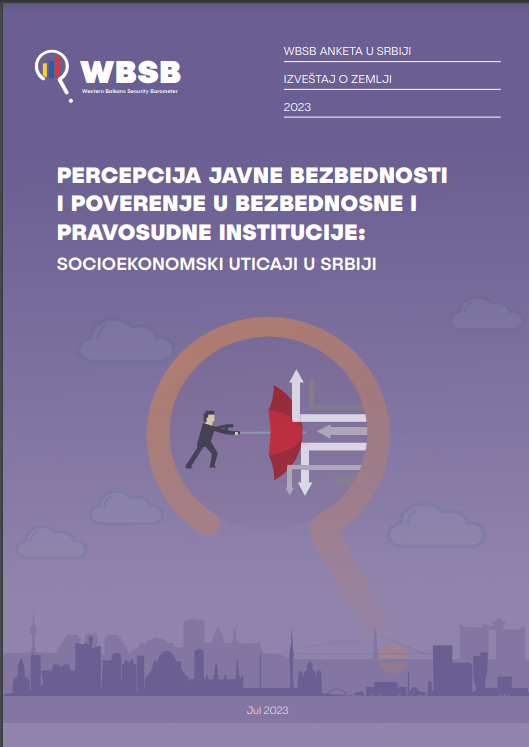 WBSB
Western Balkans Security Barometer
WBSB ANKETA U SRBIJI
IZVEŠTAJ O ZEMLJI
2023
PERCEPCIJA JAVNE BEZBEDNOSTI
I POVERENJE U BEZBEDNOSNE I
PRAVOSUDNE INSTITUCIJE:
SOCIOEKONOMSKI UTICAJI U SRBIJI
Jul 2023